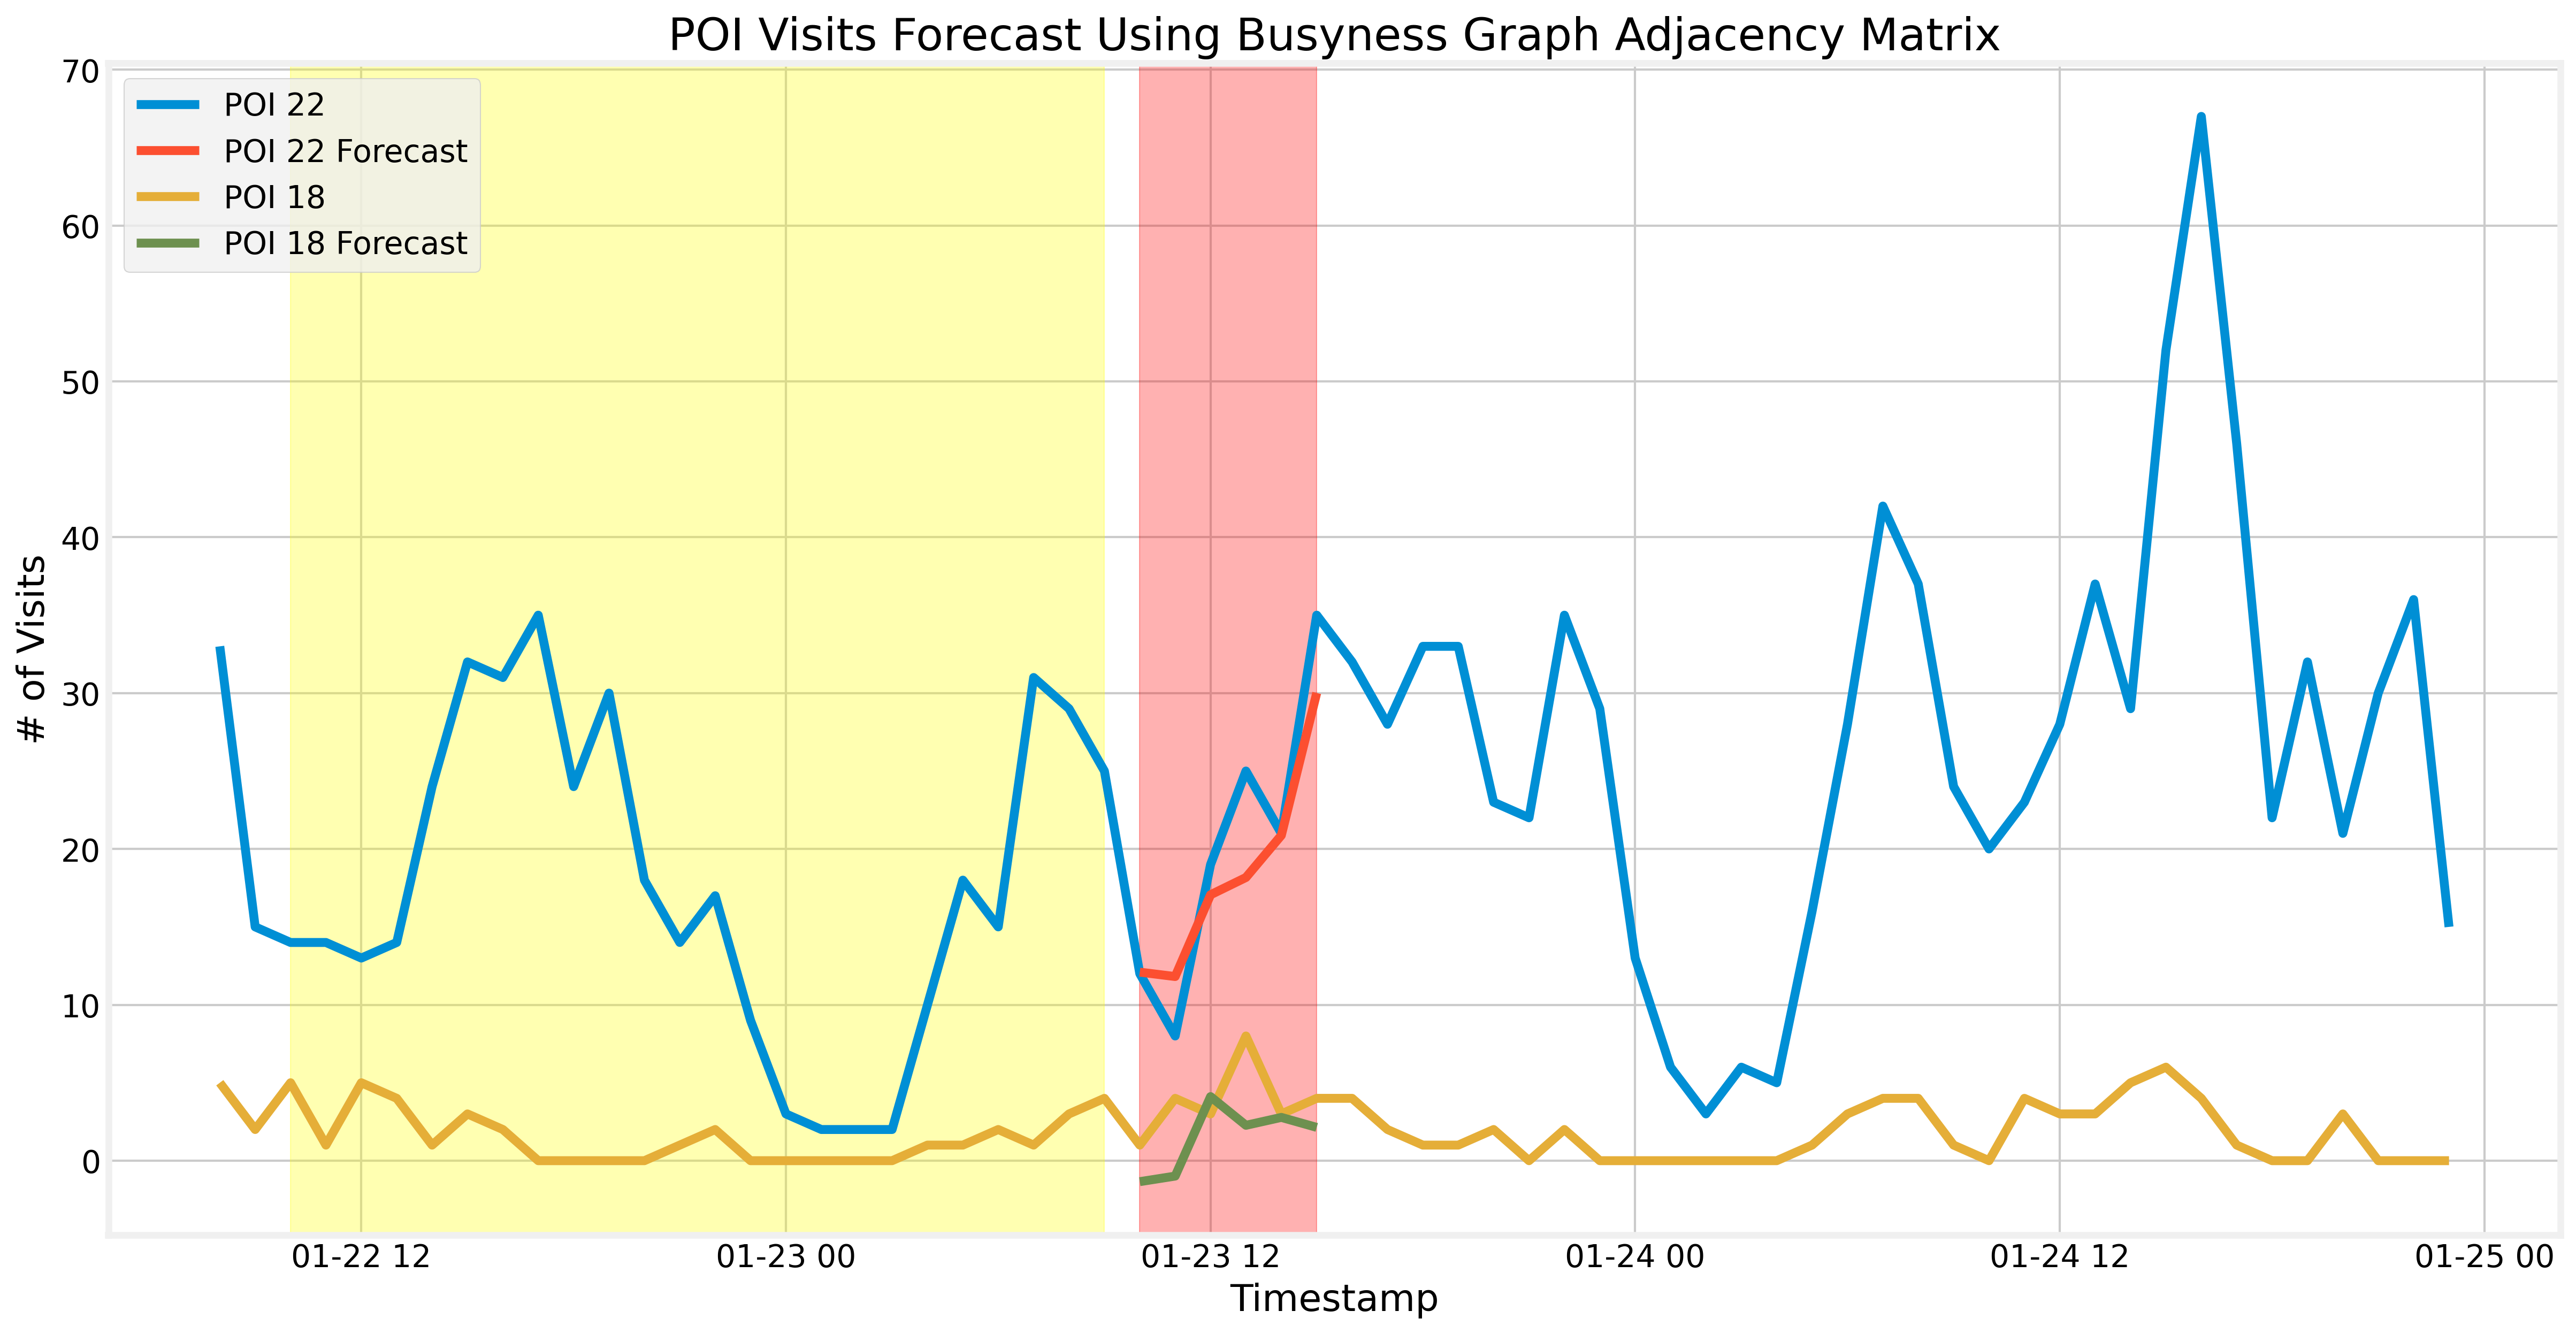 POI Visits Forecast Using Busyness Graph Adjacency Matrix
POI 22
POI 22 Forecast
POI 18
POI 18 Forecast
# of Visits
70
60
50
40
30
20
10
0
01-22 12
01-23 00
01-23 12
01-24 00
01-24 12
01-25 00
Timestamp